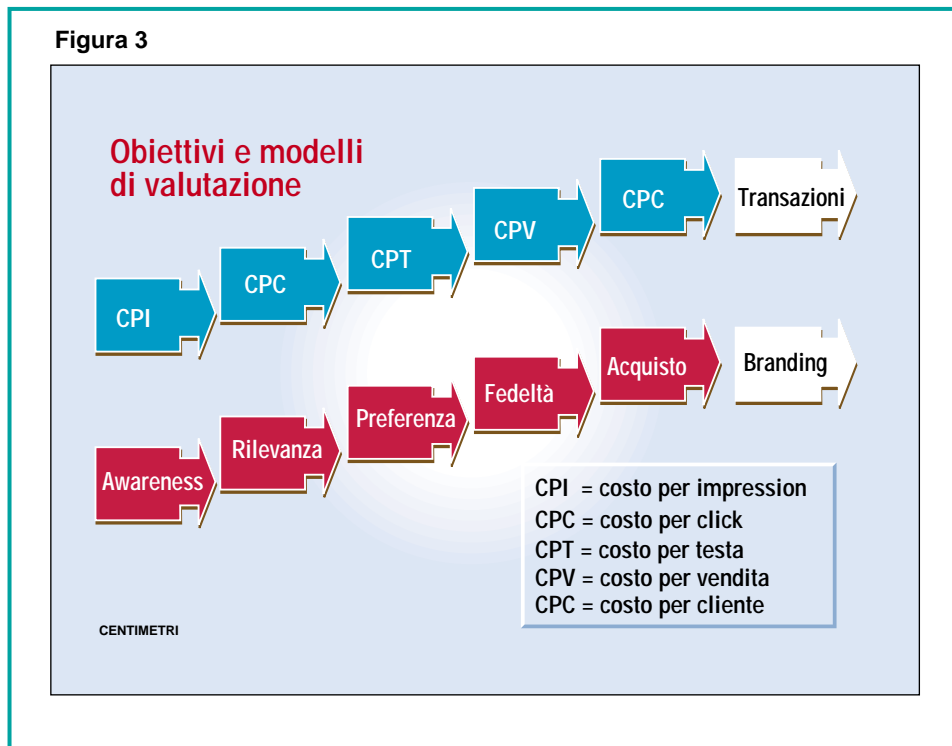 Figura 3
Obiettivi e modelli
di valutazione
CPI
CPC
CPT
CPV
CPC
Transazioni
Awareness
Rilevanza
Preferenza
Fedeltà
Acquisto
Branding
CPI = costo per impression
CPC = costo per click
CPT = costo per testa
CPV = costo per vendita
CPC = costo per cliente
CENTIMETRI